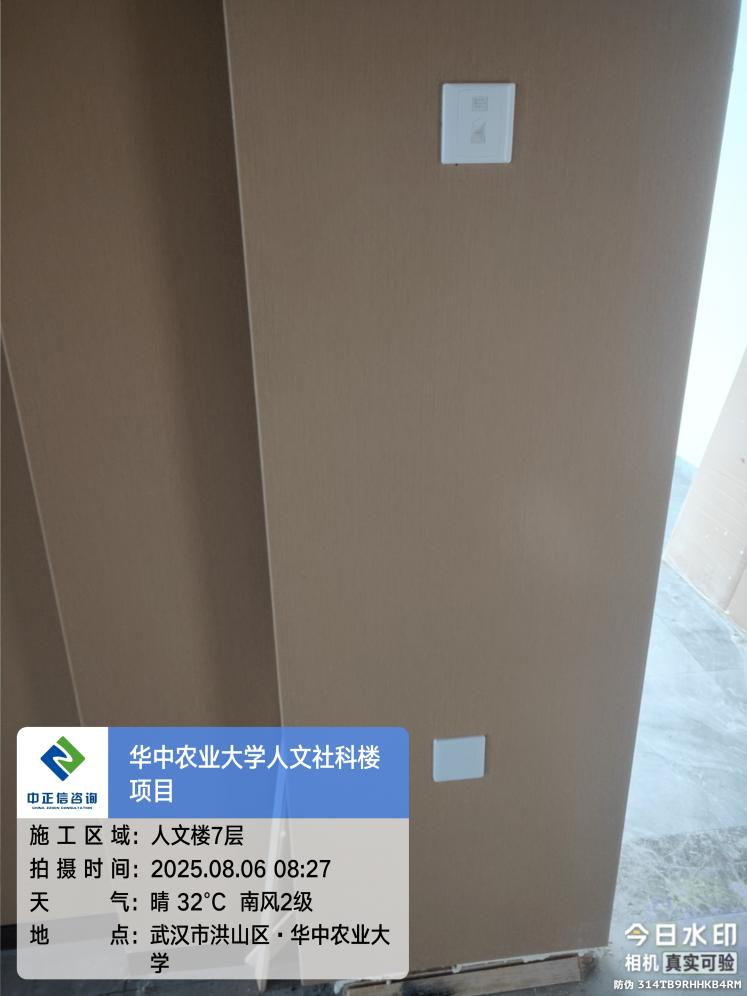 中正信咨询
CHINA ZZXIN CONSULTATION
华中农业大学人文社科楼
项目
施工区域：人文楼7层
拍摄时间：2025.08.06 08:27
天气：晴 32℃ 南风2级
地点：武汉市洪山区·华中农业大
学
今日水印
相机 真实可验
防伪 314TB9RHHKB4RM